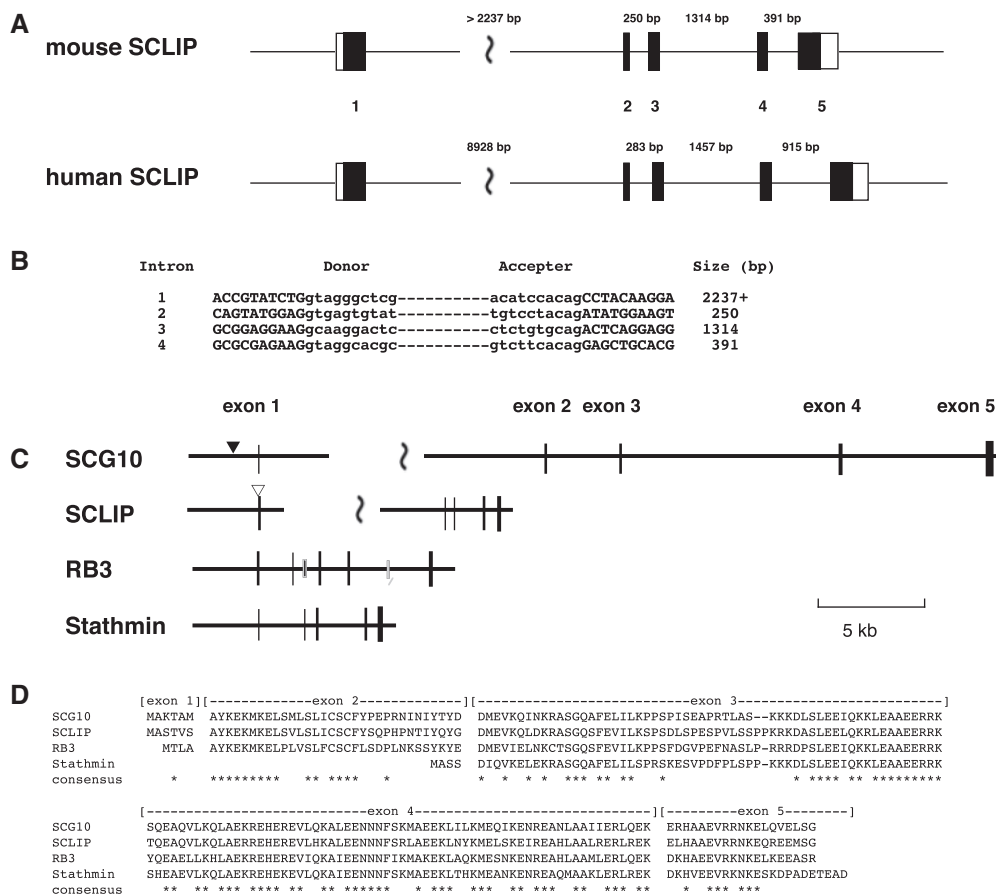 A
mouse SCLIP
> 2237 bp 250 bp 1314 bp 391 bp
1 2 3 4 5
human SCLIP
8928 bp 283 bp 1457 bp 915 bp
B
Intron Donor Accepter Size (bp)
1 ACCGTATCTGgtagggctcg----------acatccacagCCTACAAGGA 2237+
2 CAGTATGGAGgtgagtgtat----------tgtcctacagATATGGAAGT 250
3 GCGGAGGAAGgcaaggactc----------ctctgtgcagACTCAGGAGG 1314
4 GCGCGAGAAGgtaggcacgc----------gtcttcacagGAGCTGCACG 391
C
exon 1 exon 2 exon 3 exon 4 exon 5
SCG10
SCLIP
RB3
Stathmin
5 kb
D
[exon 1][-------------exon 2-------------] [---------------------------exon 3--------------------------]
SCG10 MAKTAM AYKEKMKELSMLSLICSCFYPEPRNINIYTYD DMEVKQINKRASGQAFELILKPPSPISEAPRTLAS--KKKDLSLEEIQKKLEAAEERRK
SCLIP MASTVS AYKEKMKELSVLSLICSCFYSQPHPNTIYQYG DMEVKQLDKRASGQSFEVILKSPSDLSPESPVLSSPPKRKDASLEELQKRLEAAEERRK
RB3 MTLA AYKEKMKELPLVSLFCSCFLSDPLNKSSYKYE DMEVIELNKCTSGQSFEVILKPPSFDGVPEFNASLP-RRRDPSLEEIQKKLEAAEERRK
Stathmin MASS DIQVKELEKRASGQAFELILSPRSKESVPDFPLSPP-KKKDLSLEEIQKKLEAAEERRK
consensus * ********* ** **** * * * * * *** ** ** * * **** ** *********
[----------------------------exon 4------------------------------][---------exon 5--------]
SCG10 SQEAQVLKQLAEKREHEREVLQKALEENNNFSKMAEEKLILKMEQIKENREANLAAIIERLQEK ERHAAEVRRNKELQVELSG
SCLIP TQEAQVLKQLAERREHEREVLHKALEENNNFSRLAEEKLNYKMELSKEIREAHLAALRERLREK ELHAAEVRRNKEQREEMSG
RB3 YQEAELLKHLAEKREHEREVIQKAIEENNNFIKMAKEKLAQKMESNKENREAHLAAMLERLQEK DKHAEEVRKNKELKEEASR
Stathmin SHEAEVLKQLAEKREHEREVLQKAIEENNNFSKMAEEKLTHKMEANKENREAQMAAKLERLREK DKHVEEVRKNKESKDPADETEAD
consensus ** ** *** ******* ** ****** * *** *** ** *** ** *** ** * *** ***